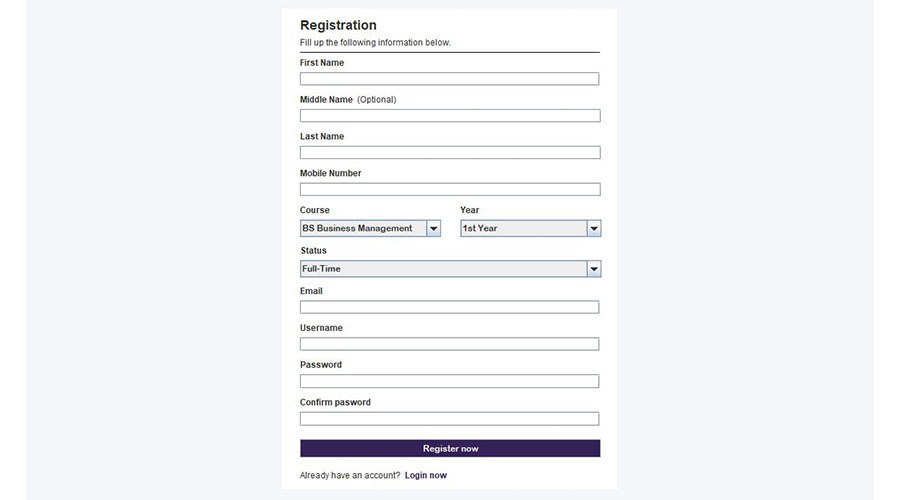 Registration
Fill up the following information below.
First Name
Middle Name (Optional)
Last Name
Mobile Number
Course Year
BS Business Management 1st Year
Status
Full-Time
Email
Username
Password
Confirm pasword
Register now
Already have an account? Login now